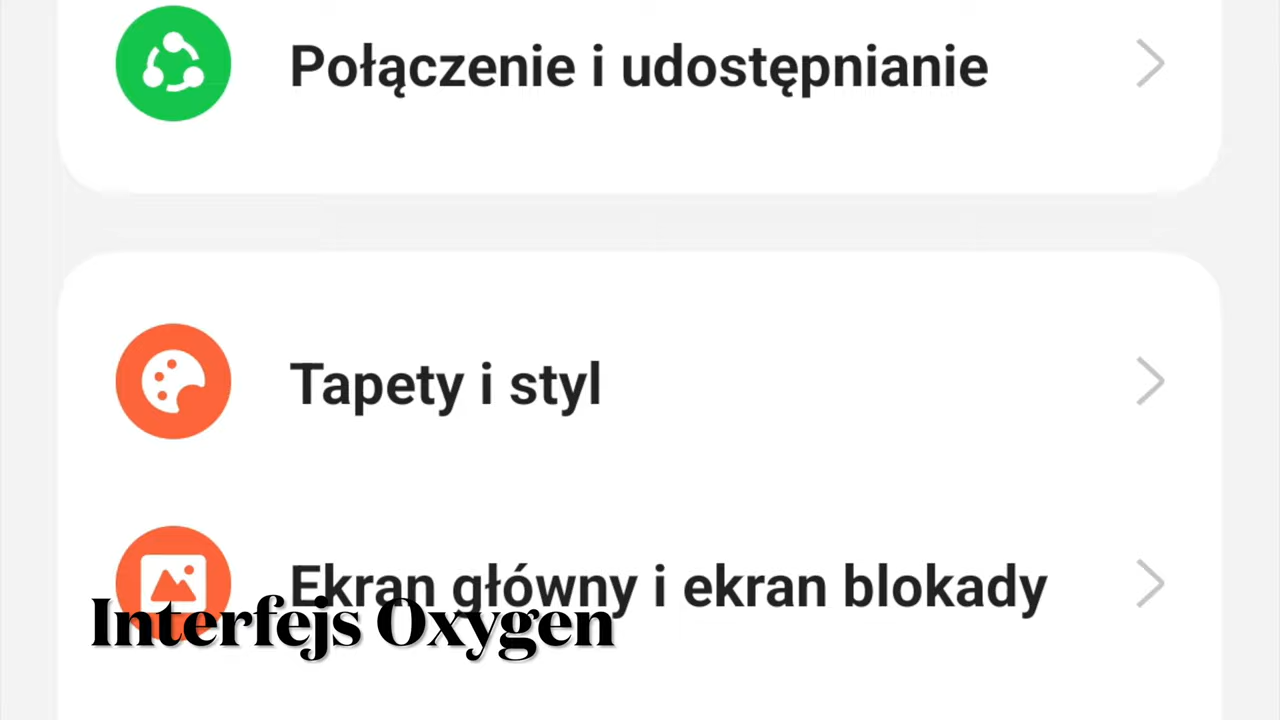 Połączenie i udostępnianie
Tapety i styl
Ekran główny i ekran blokady
Interfejs Oxygen